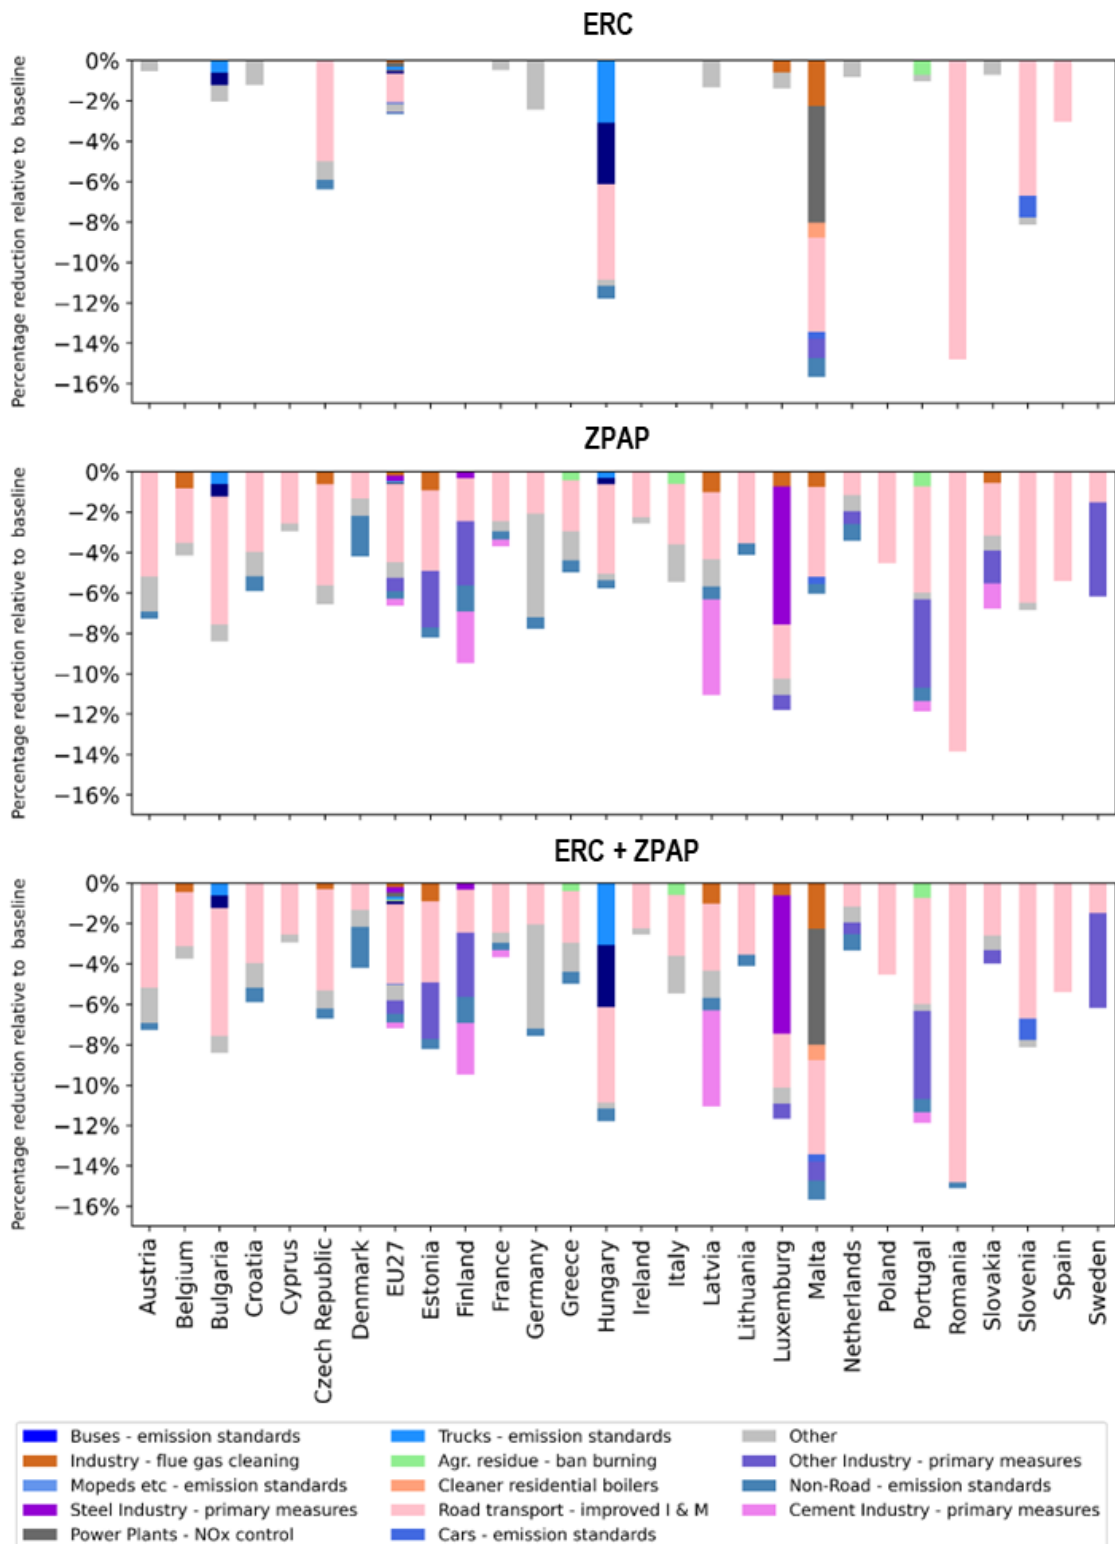 ERC
Percentage reduction relative to baseline
0%
−2%
−4%
−6%
−8%
−10%
−12%
−14%
−16%
ZPAP
Percentage reduction relative to baseline
0%
−2%
−4%
−6%
−8%
−10%
−12%
−14%
−16%
ERC + ZPAP
Percentage reduction relative to baseline
0%
−2%
−4%
−6%
−8%
−10%
−12%
−14%
−16%
Austria
Belgium
Bulgaria
Croatia
Cyprus
Czech Republic
Denmark
EU27
Estonia
Finland
France
Germany
Greece
Hungary
Ireland
Italy
Latvia
Lithuania
Luxemburg
Malta
Netherlands
Poland
Portugal
Romania
Slovakia
Slovenia
Spain
Sweden
Buses - emission standards
Industry - flue gas cleaning
Mopeds etc - emission standards
Steel Industry - primary measures
Power Plants - NOx control
Trucks - emission standards
Agr. residue - ban burning
Cleaner residential boilers
Road transport - improved I & M
Cars - emission standards
Other
Other Industry - primary measures
Non-Road - emission standards
Cement Industry - primary measures